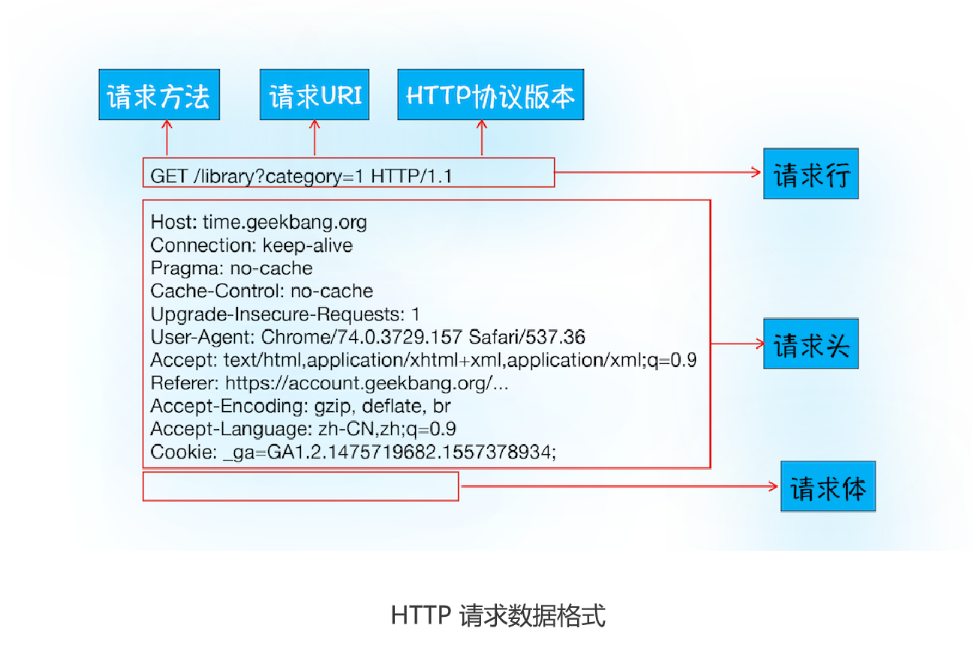 请求方法
请求URI
HTTP协议版本
GET /library?category=1 HTTP/1.1
请求行
Host: time.geekbang.org
Connection: keep-alive
Pragma: no-cache
Cache-Control: no-cache
Upgrade-Insecure-Requests: 1
User-Agent: Chrome/74.0.3729.157 Safari/537.36
Accept: text/html,application/xhtml+xml,application/xml;q=0.9
Referer: https://account.geekbang.org/...
Accept-Encoding: gzip, deflate, br
Accept-Language: zh-CN,zh;q=0.9
Cookie: _ga=GA1.2.1475719682.1557378934;
请求头
请求体
HTTP 请求数据格式